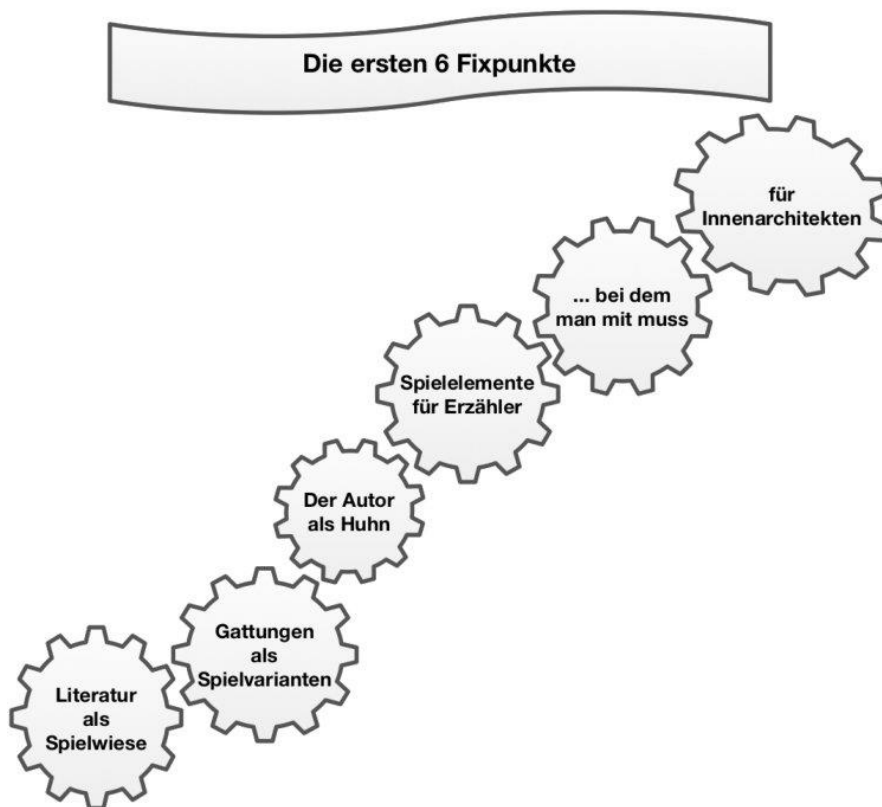 Die ersten 6 Fixpunkte
für
Innenarchitekten
... bei dem
man mit muss
Spielelemente
für Erzähler
Der Autor
als Huhn
Gattungen
als
Spielvarianten
Literatur
als
Spielwiese